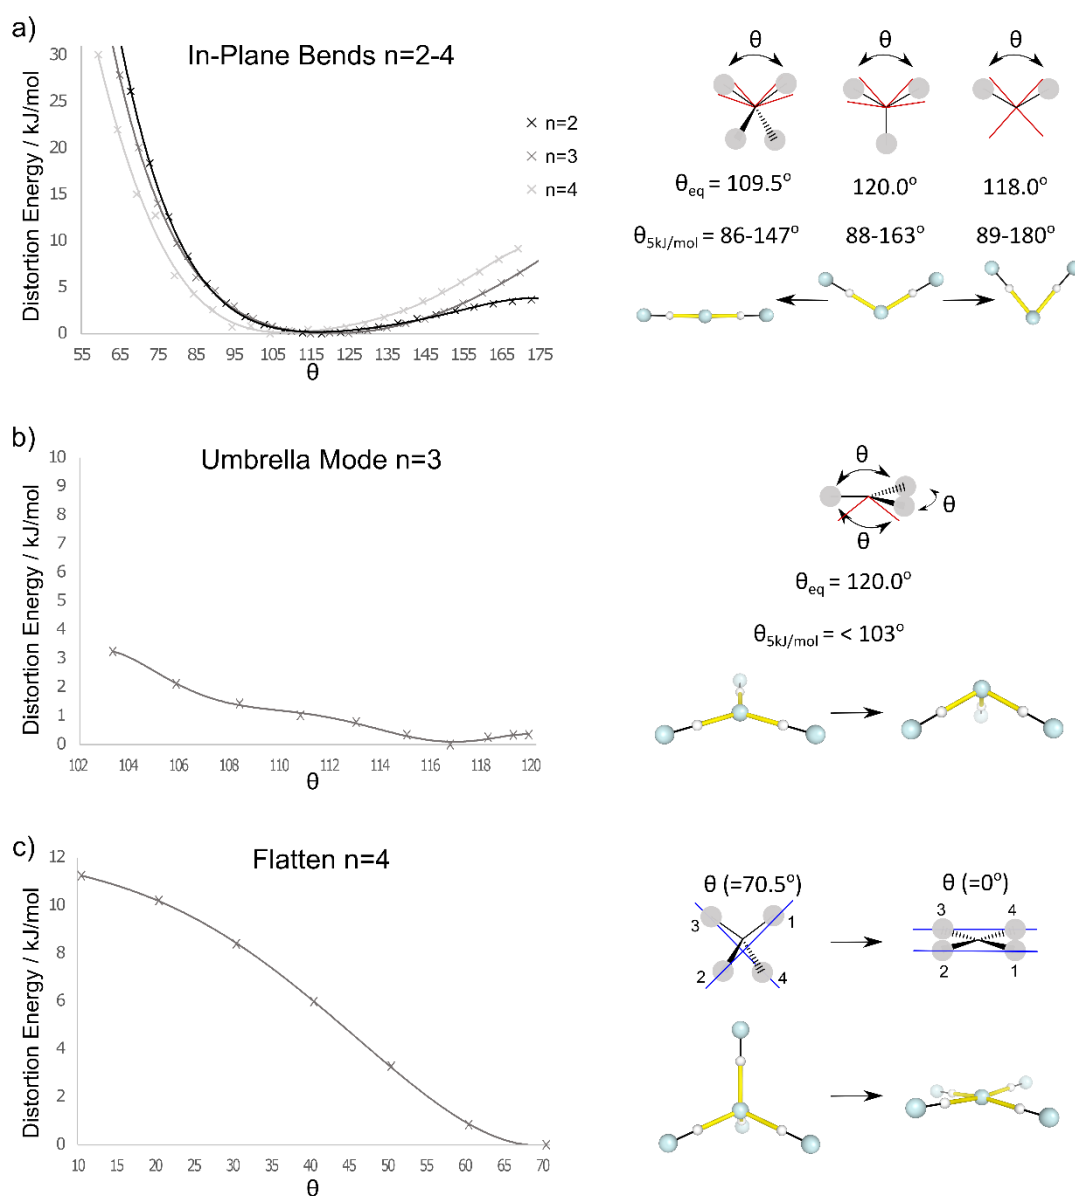 a)
In-Plane Bends n=2-4
Distortion Energy / kJ/mol
30
25
20
15
10
5
0
55 65 75 85 95 105 115 125 135 145 155 165 175
θ
× n=2
× n=3
× n=4
θ θ θ
θeq = 109.5° 120.0° 118.0°
θ5kJ/mol = 86-147° 88-163° 89-180°
b)
Umbrella Mode n=3
Distortion Energy / kJ/mol
10
9
8
7
6
5
4
3
2
1
0
102 104 106 108 110 112 114 116 118 120
θ
θ
θ
θ
θeq = 120.0°
θ5kJ/mol = < 103°
c)
Flatten n=4
Distortion Energy / kJ/mol
12
10
8
6
4
2
0
10 15 20 25 30 35 40 45 50 55 60 65 70
θ
θ (=70.5°) θ (=0°)
3 1 3 4
2 4 2 1